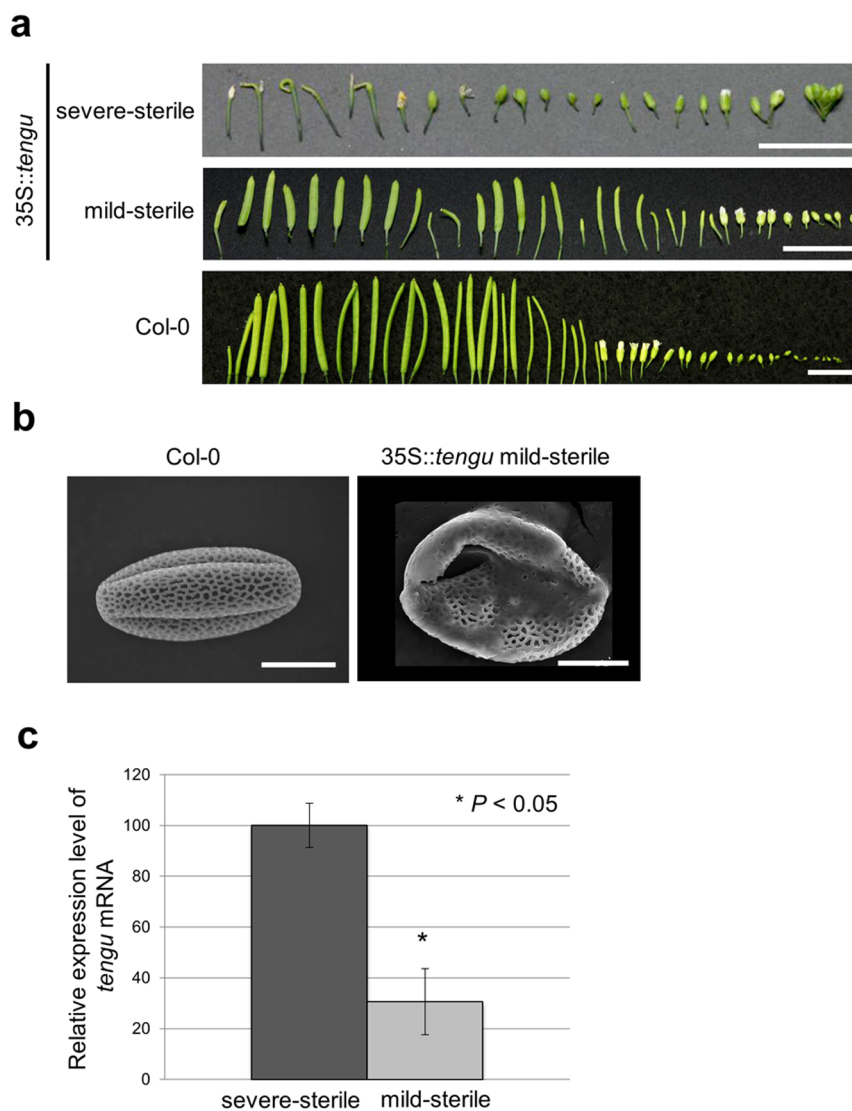 a
35S::tengu
severe-sterile
mild-sterile
Col-0
b
Col-0
35S::tengu mild-sterile
c
Relative expression level of
tengu mRNA
120
100
80
60
40
20
0
* P < 0.05
*
severe-sterile
mild-sterile